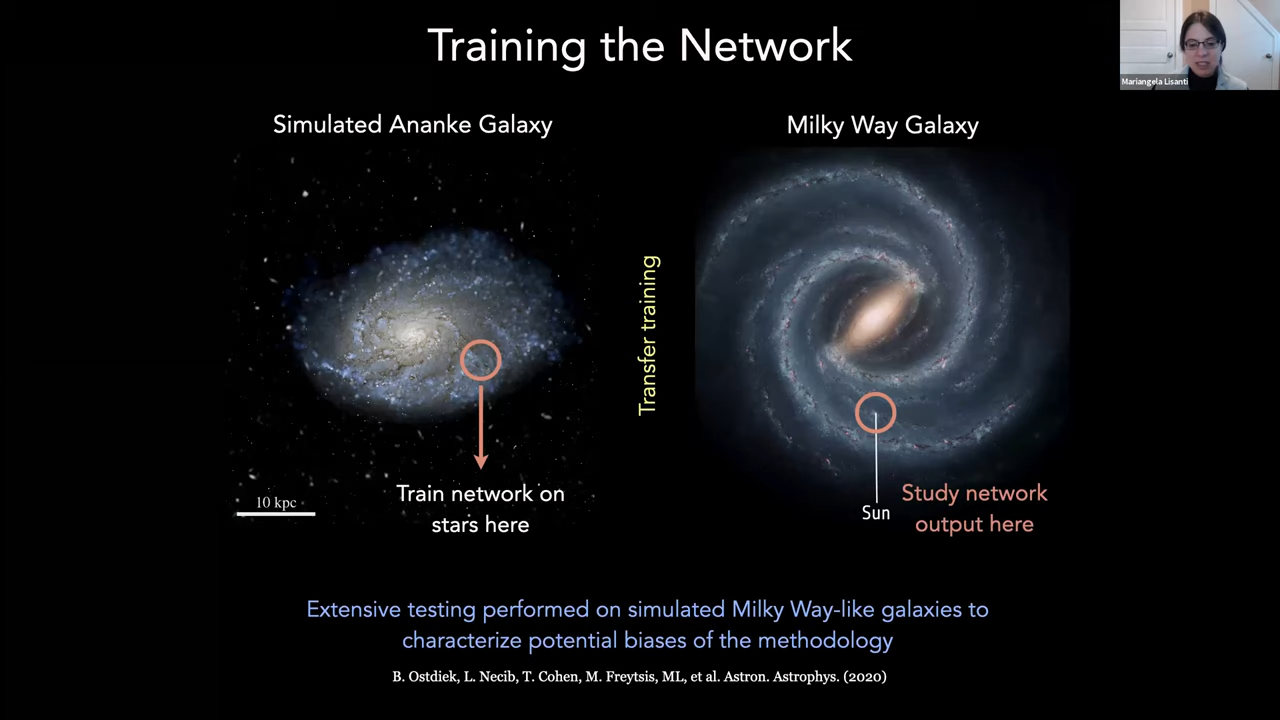 Training the Network
Mariangela Lisanti
Simulated Ananke Galaxy
Milky Way Galaxy
Transfer training
10 kpc
Train network on
stars here
Sun
Study network
output here
Extensive testing performed on simulated Milky Way-like galaxies to
characterize potential biases of the methodology
B. Ostdiek, L. Necib, T. Cohen, M. Freytsis, ML, et al. Astron. Astrophys. (2020)